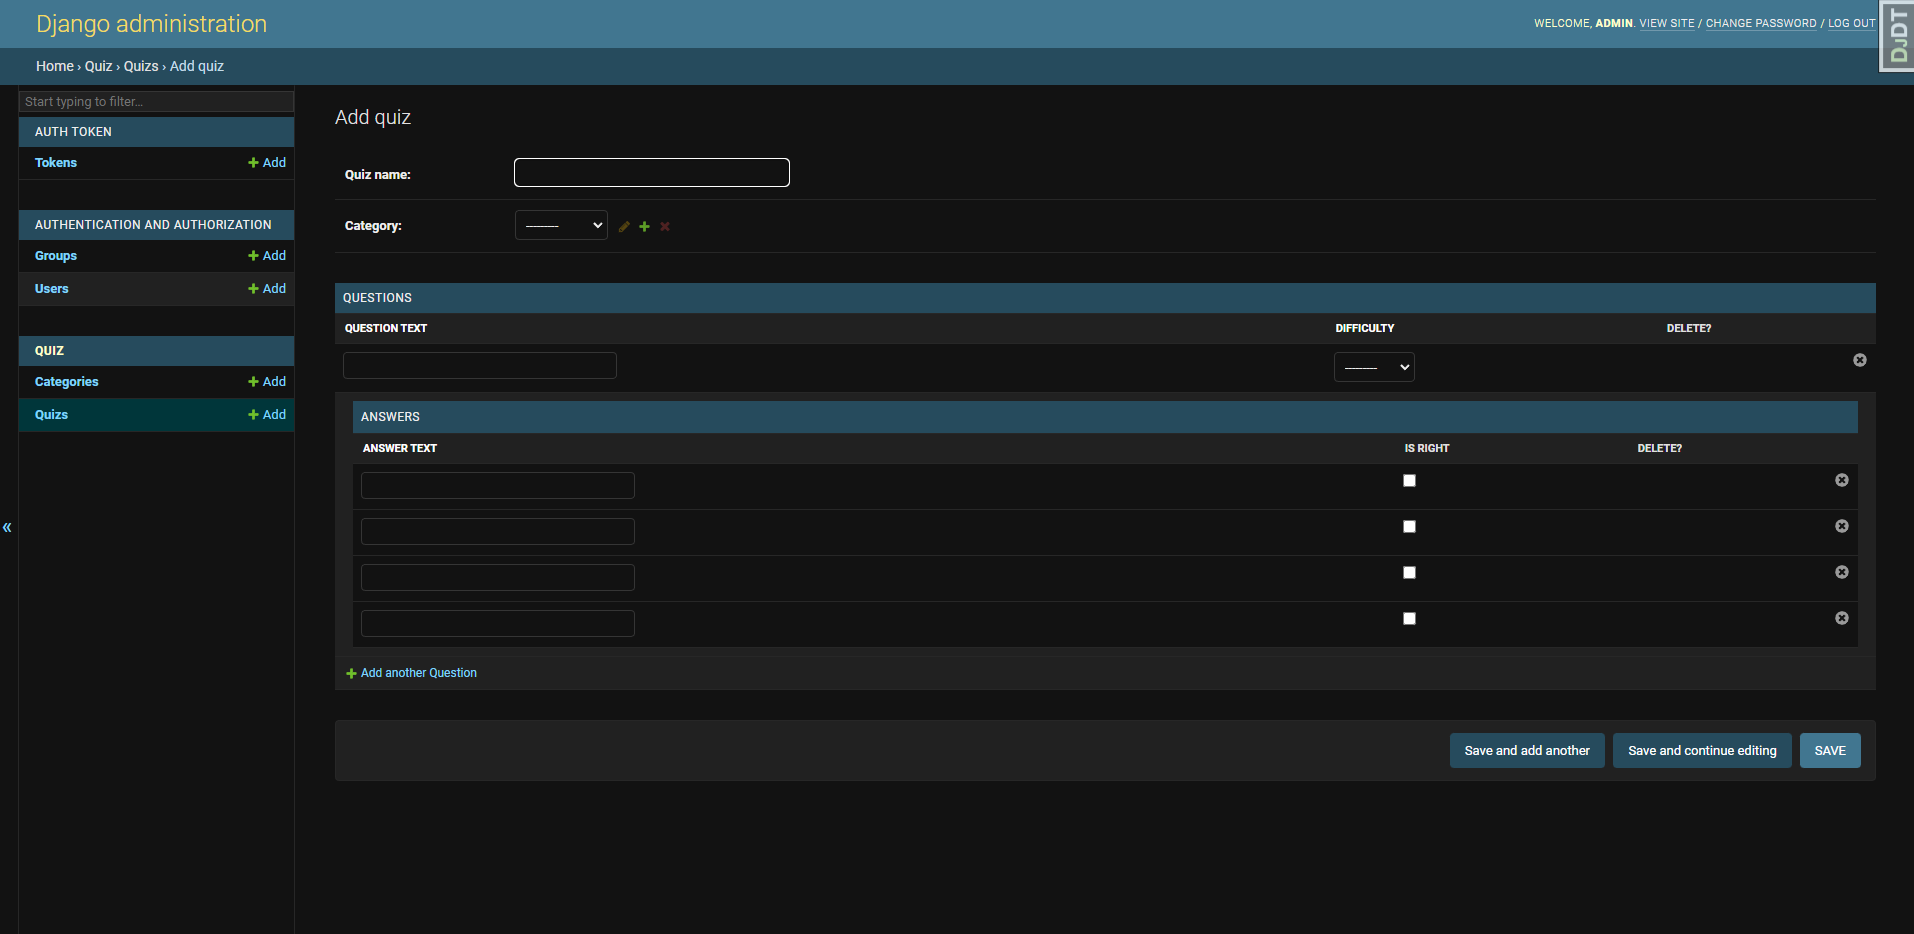 Django administration
WELCOME, ADMIN. VIEW SITE / CHANGE PASSWORD / LOG OUT
DJDT
Home › Quiz › Quizs › Add quiz
Start typing to filter...
AUTH TOKEN
Tokens
Add
AUTHENTICATION AND AUTHORIZATION
Groups
Add
Users
Add
QUIZ
Categories
Add
Quizs
Add
«
Add quiz
Quiz name:
Category:
---------
QUESTIONS
QUESTION TEXT DIFFICULTY DELETE?
---------
ANSWERS
ANSWER TEXT IS RIGHT DELETE?
Add another Question
Save and add another
Save and continue editing
SAVE